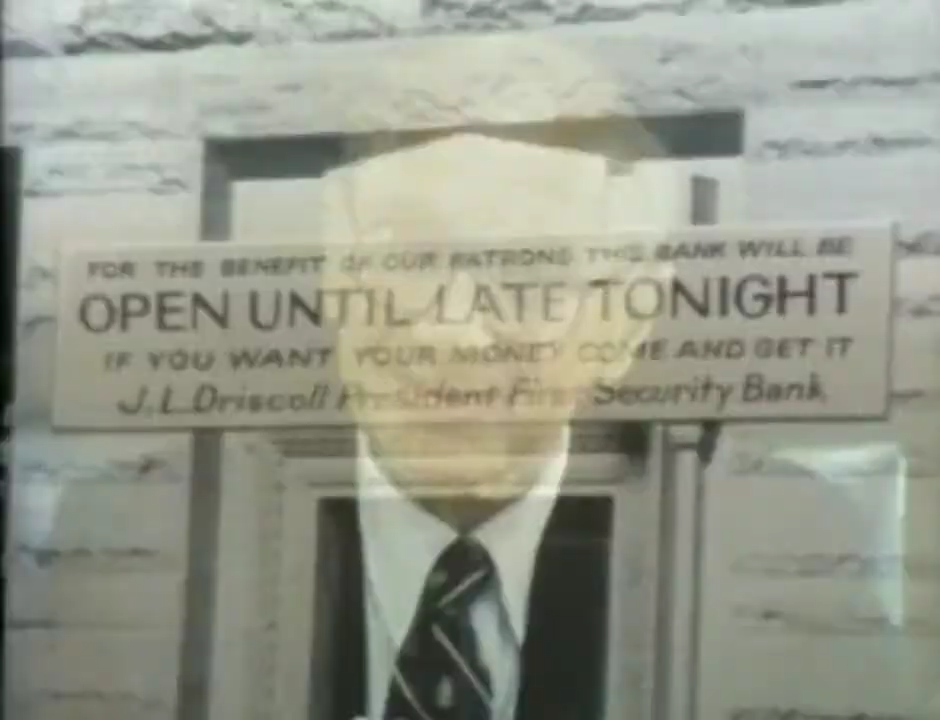 FOR THE BENEFIT OF OUR PATRONS THIS BANK WILL BE
OPEN UNTIL LATE TONIGHT
IF YOU WANT YOUR MONEY COME AND GET IT
J.L. Driscoll President First Security Bank